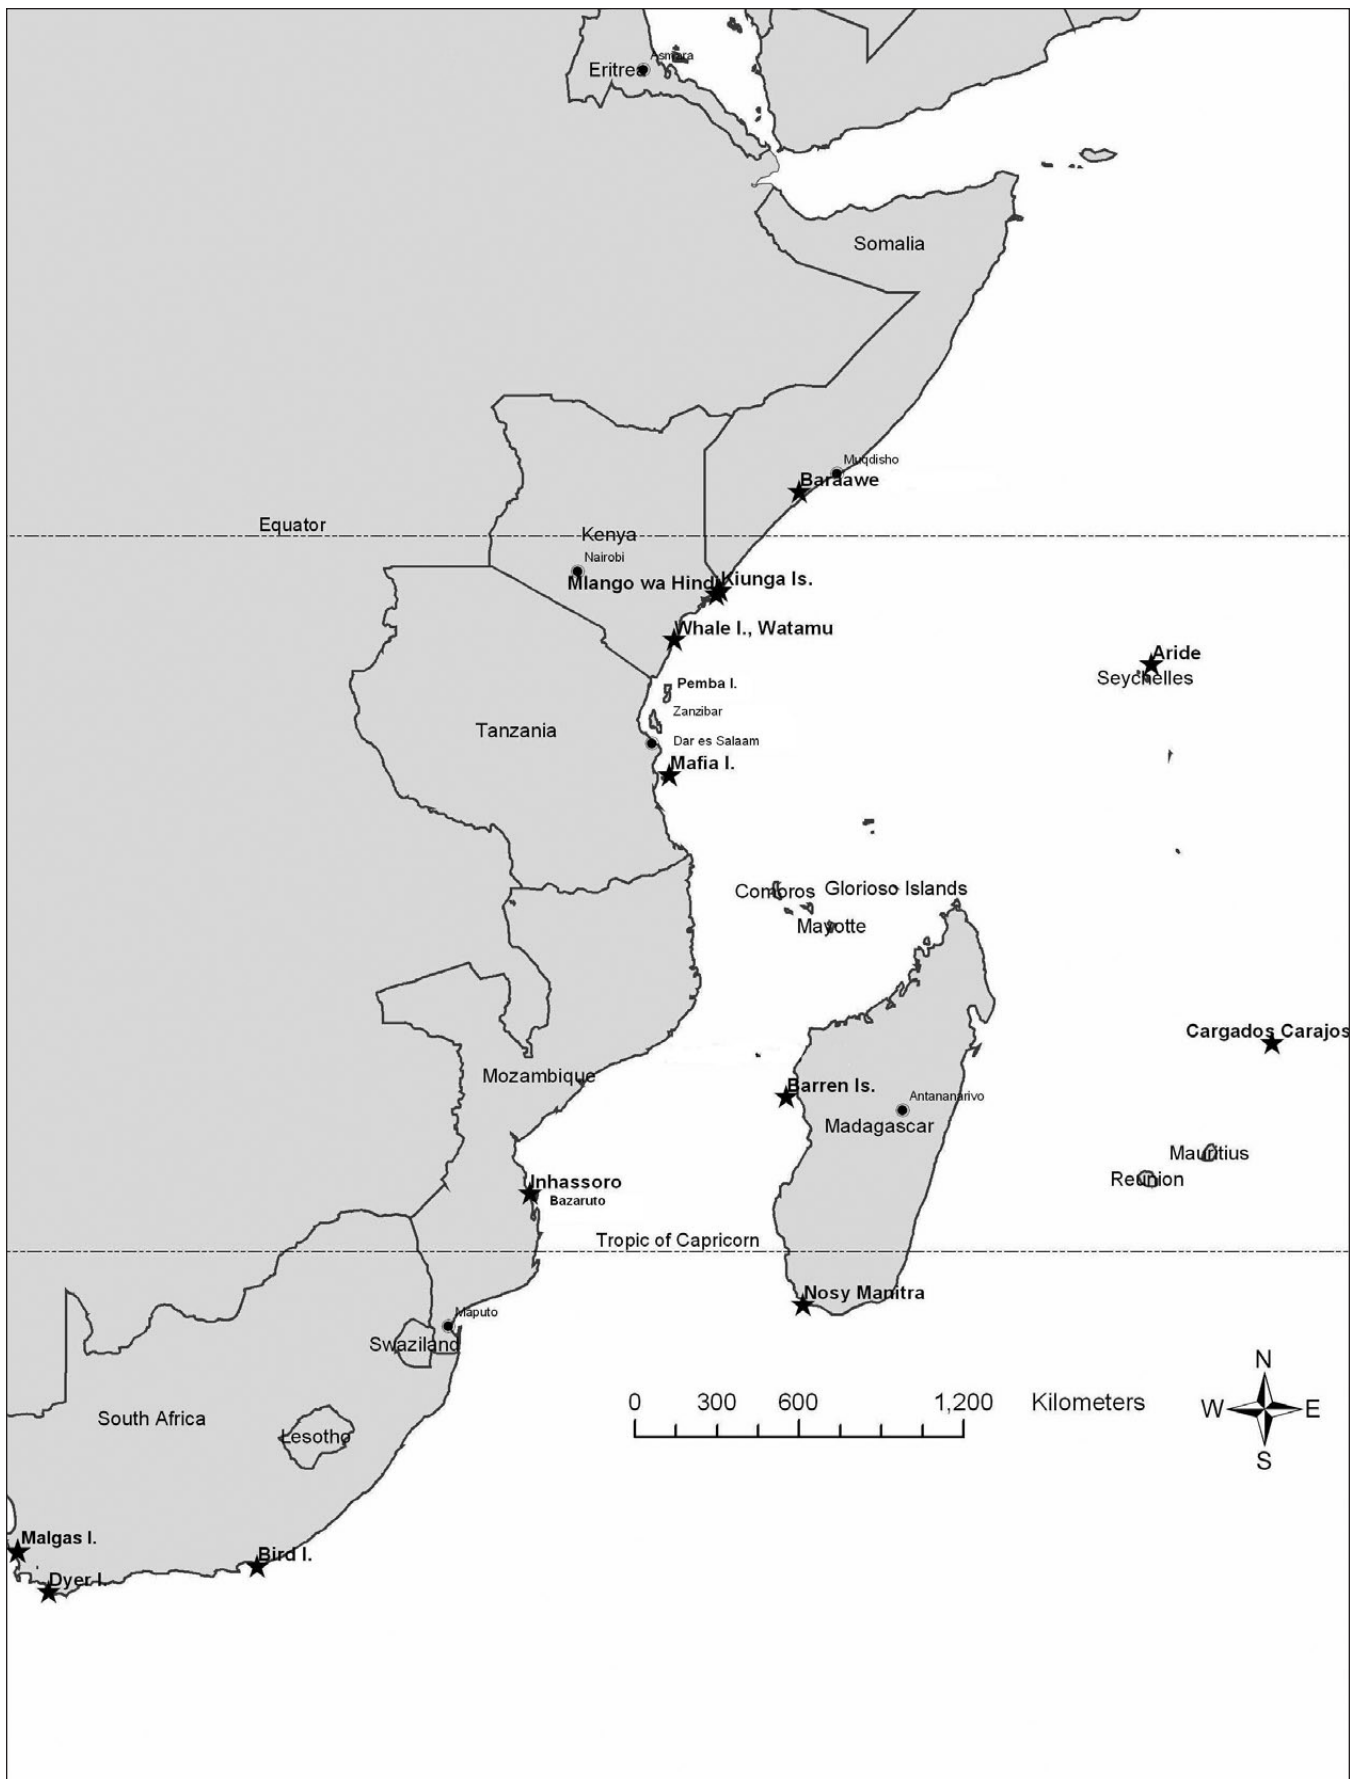 Asmara
Eritrea
Somalia
Muqdisho
Baraawe
Equator
Kenya
Nairobi
Mlango wa Hindi
Kiunga Is.
Whale I., Watamu
Aride
Seychelles
Pemba I.
Zanzibar
Tanzania
Dar es Salaam
Mafia I.
Comoros
Glorioso Islands
Mayotte
Cargados Carajos
Mozambique
Barren Is.
Antananarivo
Madagascar
Mauritius
Reunion
Inhassoro
Bazaruto
Tropic of Capricorn
Nosy Manitra
Maputo
Swaziland
N
W E
S
0 300 600 1,200 Kilometers
South Africa
Lesotho
Malgas I.
Bird I.
Dyer I.